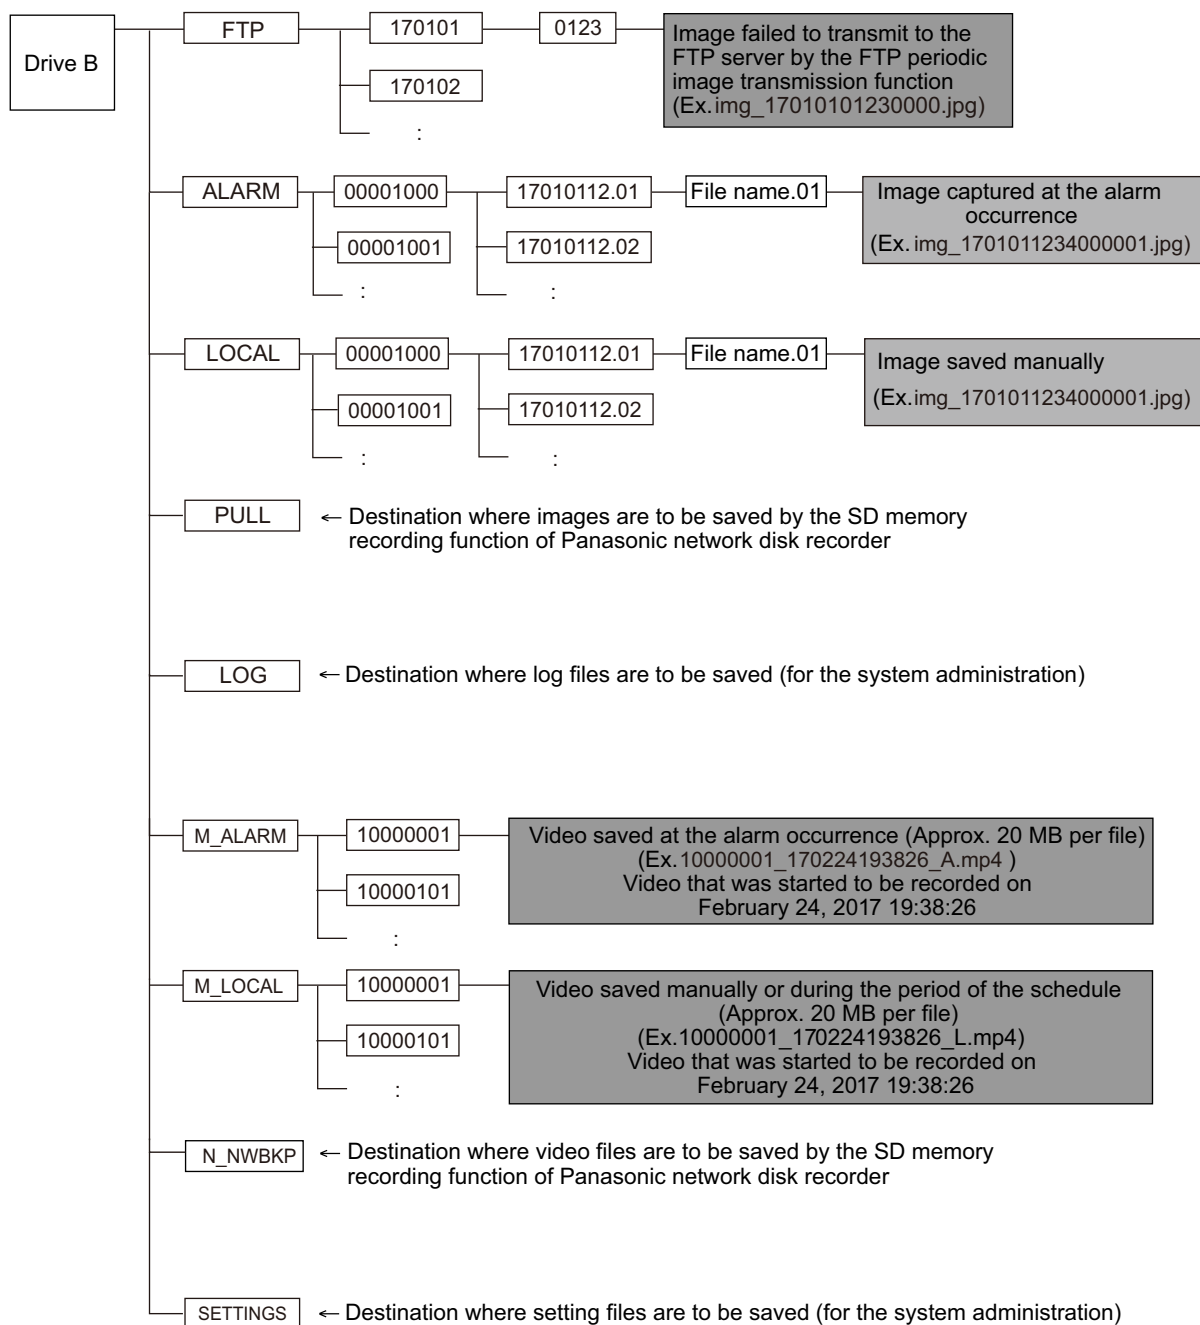 Drive B
FTP
170101
0123
Image failed to transmit to the
FTP server by the FTP periodic
image transmission function
(Ex.img_17010101230000.jpg)
170102
:
ALARM
00001000
17010112.01
File name.01
Image captured at the alarm
occurrence
(Ex.img_1701011234000001.jpg)
00001001
17010112.02
:
:
LOCAL
00001000
17010112.01
File name.01
Image saved manually
(Ex.img_1701011234000001.jpg)
00001001
17010112.02
:
:
PULL
← Destination where images are to be saved by the SD memory
recording function of Panasonic network disk recorder
LOG
← Destination where log files are to be saved (for the system administration)
M_ALARM
10000001
Video saved at the alarm occurrence (Approx. 20 MB per file)
(Ex.10000001_170224193826_A.mp4 )
Video that was started to be recorded on
February 24, 2017 19:38:26
10000101
:
M_LOCAL
10000001
Video saved manually or during the period of the schedule
(Approx. 20 MB per file)
(Ex.10000001_170224193826_L.mp4)
Video that was started to be recorded on
February 24, 2017 19:38:26
10000101
:
N_NWBKP
← Destination where video files are to be saved by the SD memory
recording function of Panasonic network disk recorder
SETTINGS
← Destination where setting files are to be saved (for the system administration)